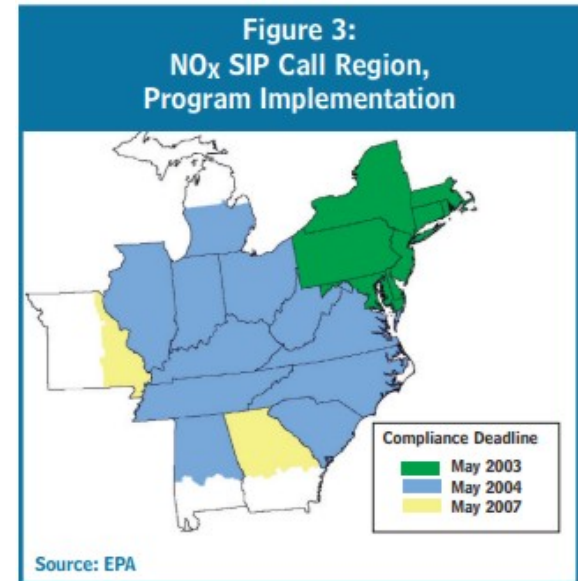 Figure 3:
NOX SIP Call Region,
Program Implementation
Compliance Deadline
May 2003
May 2004
May 2007
Source: EPA